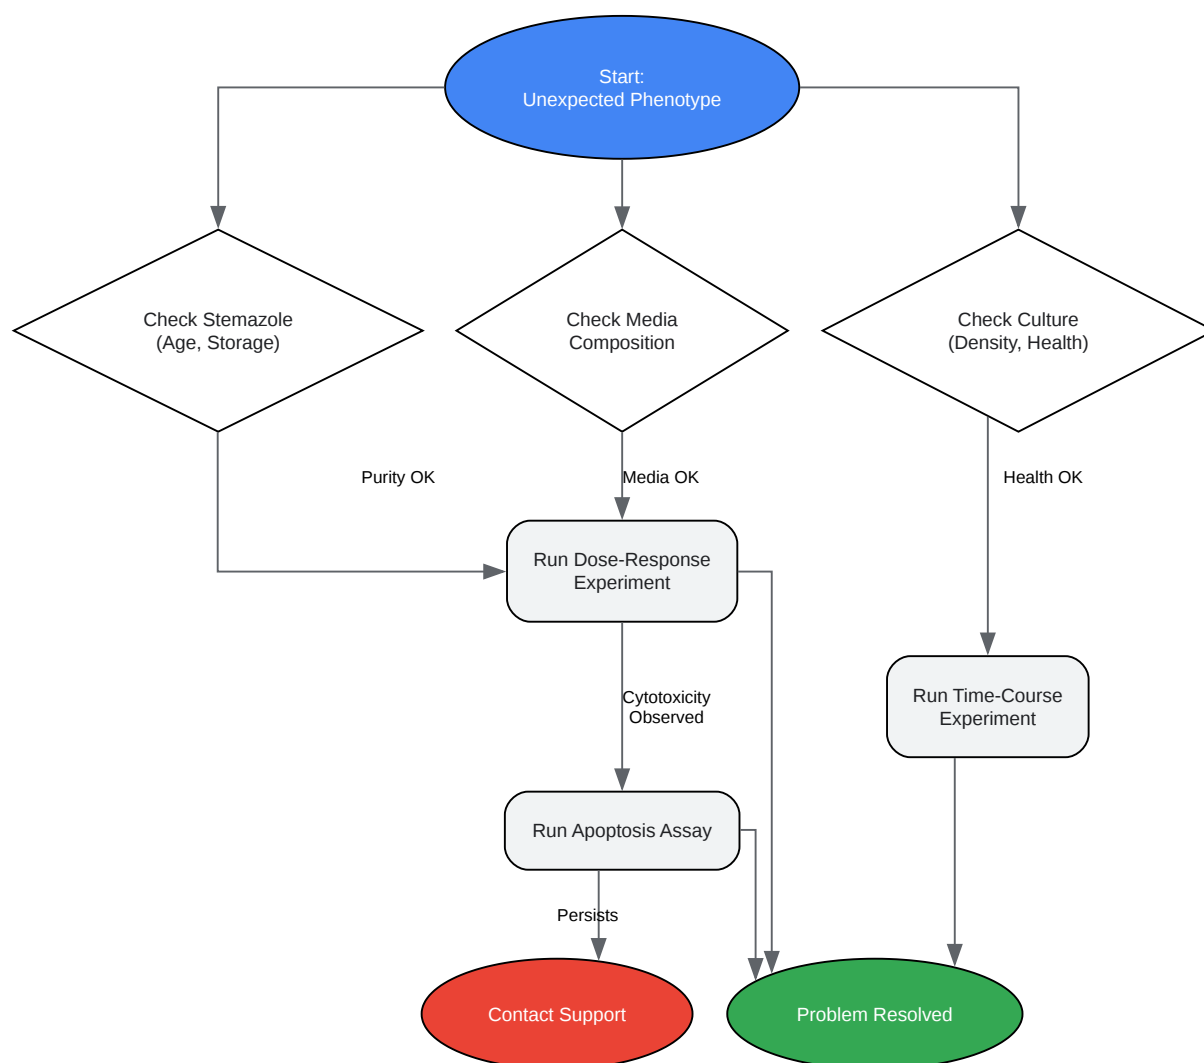 Start:
Unexpected Phenotype
Check Stemazole
(Age, Storage)
Check Media
Composition
Check Culture
(Density, Health)
Purity OK
Media OK
Health OK
Run Dose-Response
Experiment
Cytotoxicity
Observed
Run Time-Course
Experiment
Run Apoptosis Assay
Persists
Contact Support
Problem Resolved